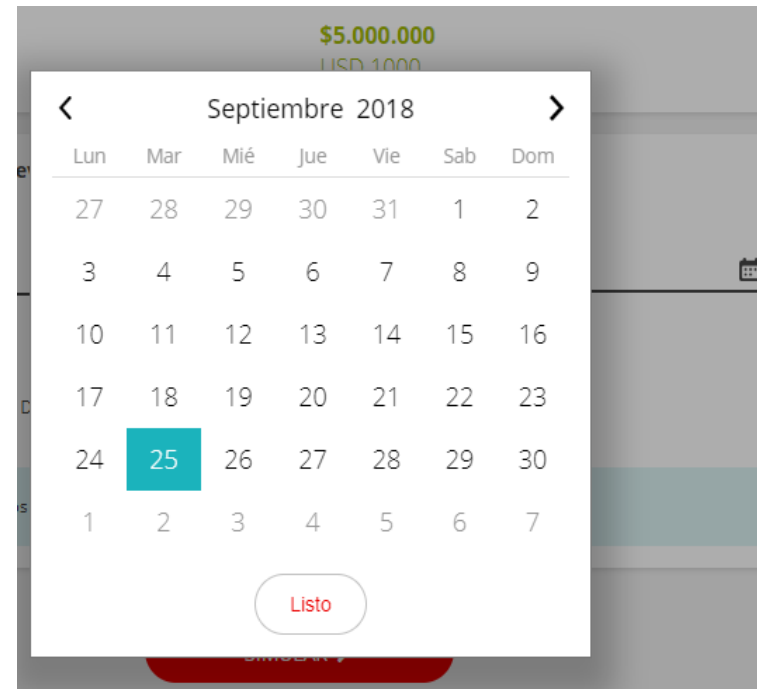 $5.000.000
USD 1000
Septiembre 2018
Lun Mar Mié Jue Vie Sab Dom
27 28 29 30 31 1 2
3 4 5 6 7 8 9
10 11 12 13 14 15 16
17 18 19 20 21 22 23
24 25 26 27 28 29 30
1 2 3 4 5 6 7
Listo